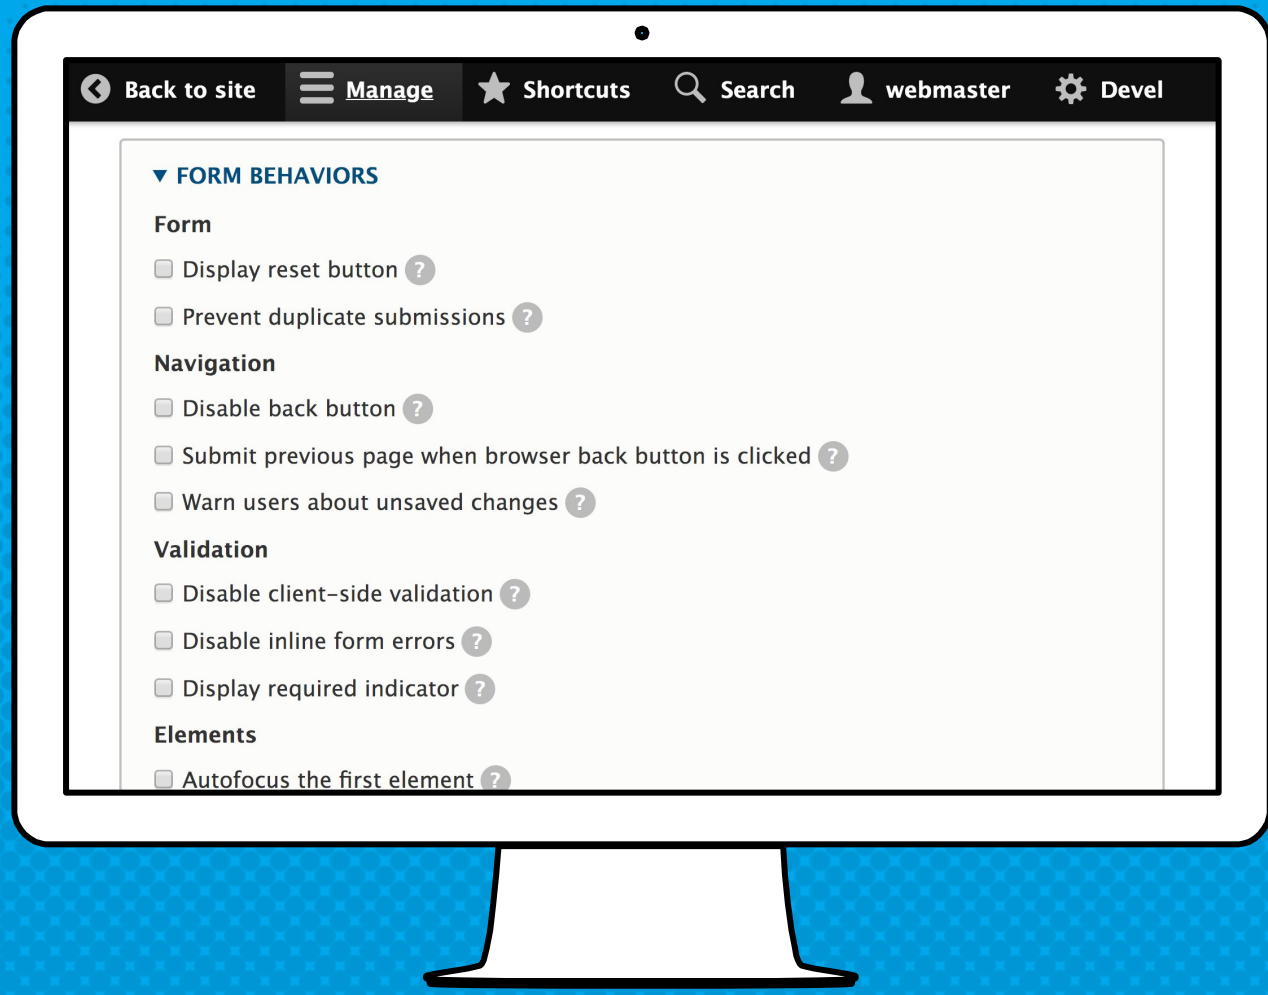 Back to site Manage Shortcuts Search webmaster Devel
FORM BEHAVIORS
Form
Display reset button ?
Prevent duplicate submissions ?
Navigation
Disable back button ?
Submit previous page when browser back button is clicked ?
Warn users about unsaved changes ?
Validation
Disable client-side validation ?
Disable inline form errors ?
Display required indicator ?
Elements
Autofocus the first element ?